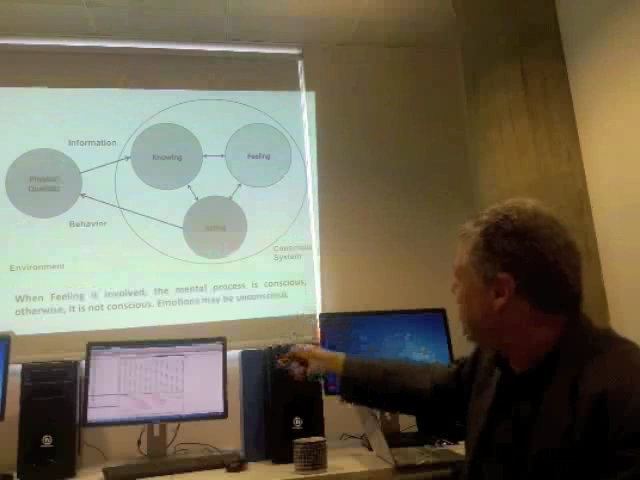 Information
Knowing
Feeling
Physical
Qualities
Acting
Behavior
Conscious
System
Environment
When Feeling is involved, the mental process is conscious,
otherwise, it is not conscious. Emotions may be unconscious.